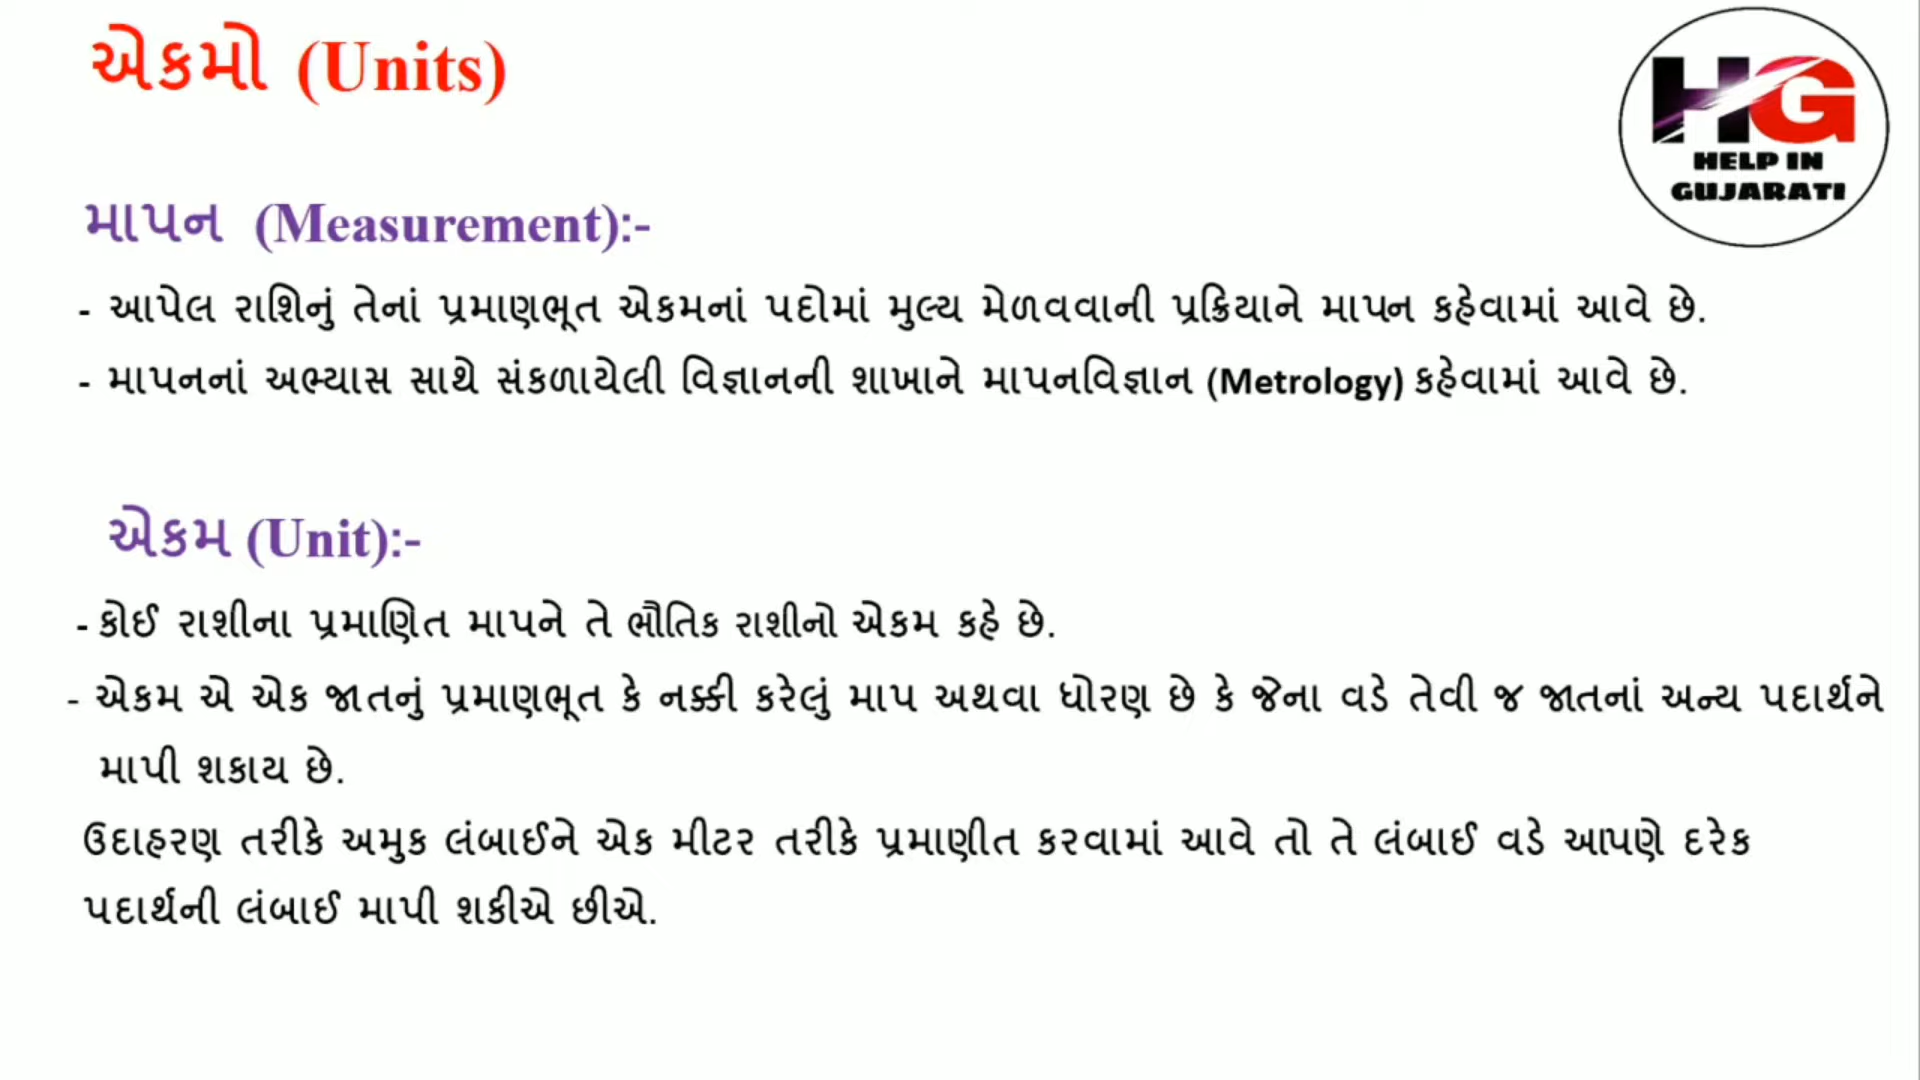 એકમો (Units)
HG
HELP IN
GUJARATI
માપન (Measurement):-
- આપેલ રાશિનું તેનાં પ્રમાણભૂત એકમનાં પદોમાં મુલ્ય મેળવવાની પ્રક્રિયાને માપન કહેવામાં આવે છે.
- માપનનાં અભ્યાસ સાથે સંકળાયેલી વિજ્ઞાનની શાખાને માપનવિજ્ઞાન (Metrology) કહેવામાં આવે છે.
એકમ (Unit):-
- કોઈ રાશીના પ્રમાણિત માપને તે ભૌતિક રાશીનો એકમ કહે છે.
- એકમ એ એક જાતનું પ્રમાણભૂત કે નક્કી કરેલું માપ અથવા ધોરણ છે કે જેના વડે તેવી જ જાતનાં અન્ય પદાર્થને
માપી શકાય છે.
ઉદાહરણ તરીકે અમુક લંબાઈને એક મીટર તરીકે પ્રમાણીત કરવામાં આવે તો તે લંબાઈ વડે આપણે દરેક
પદાર્થની લંબાઈ માપી શકીએ છીએ.